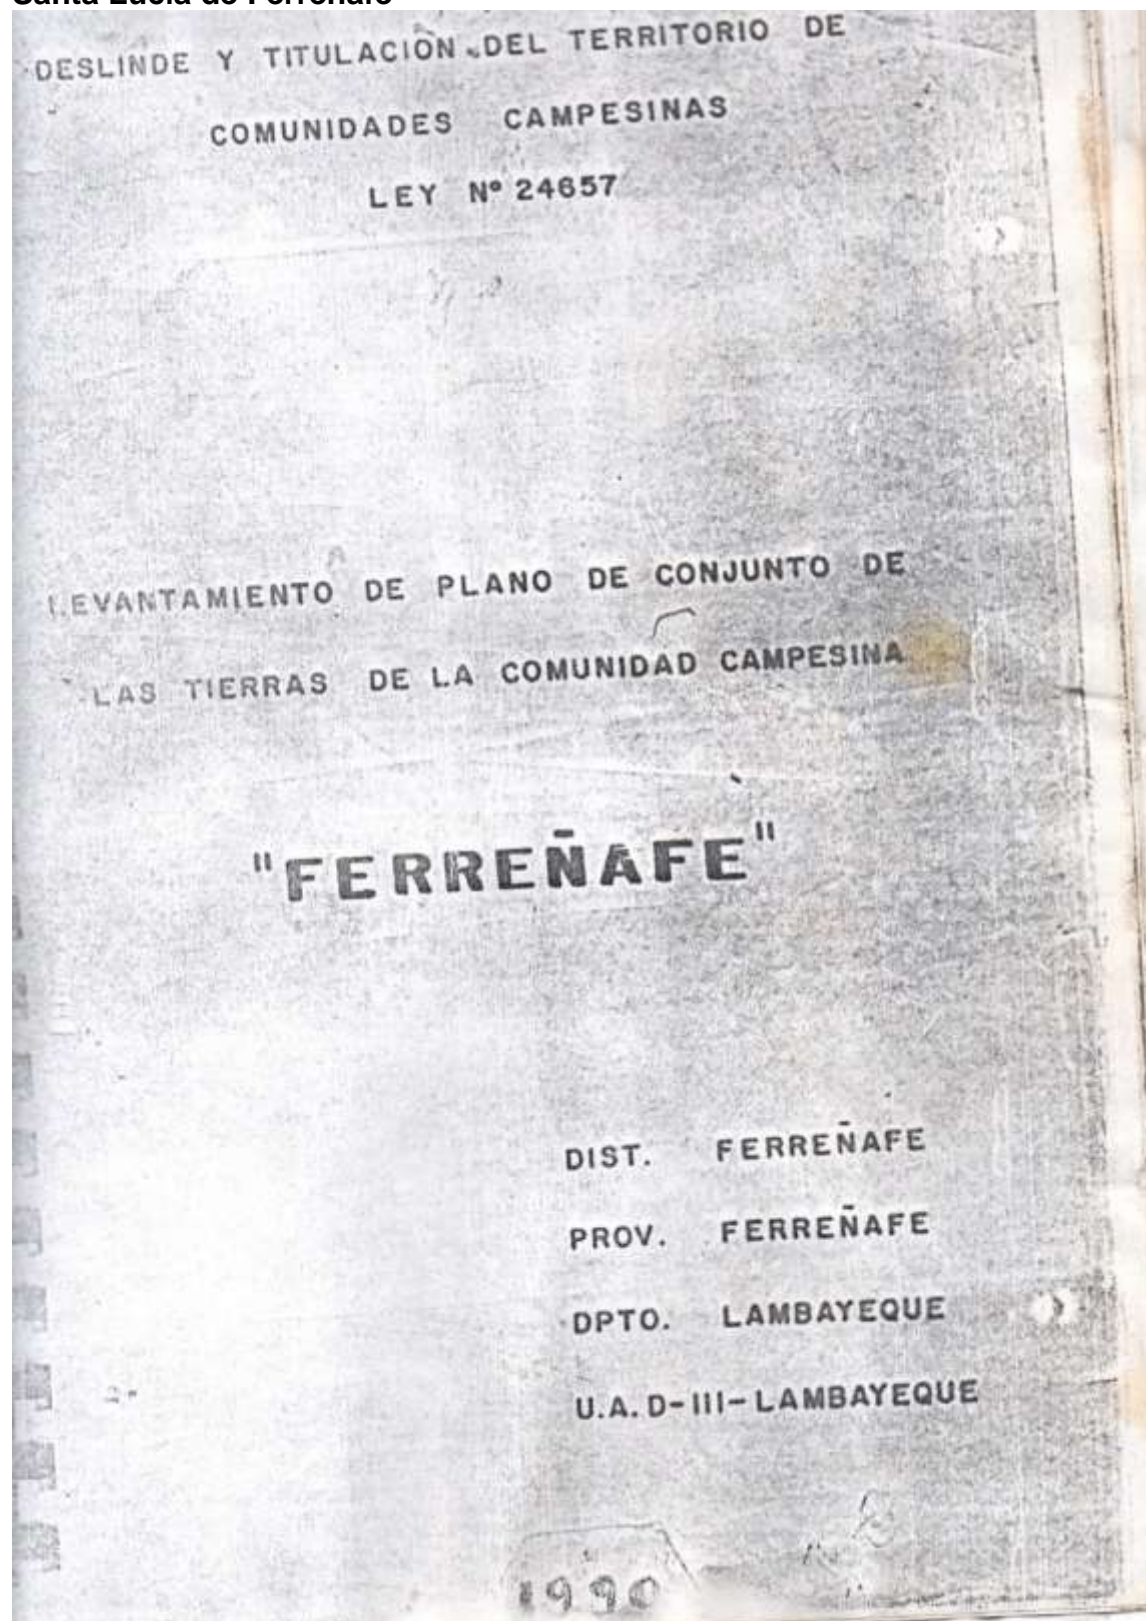 Santa Lucía de Ferreñafe
DESLINDE Y TITULACIÓN DEL TERRITORIO DE
COMUNIDADES CAMPESINAS
LEY Nº 24657
LEVANTAMIENTO DE PLANO DE CONJUNTO DE
LAS TIERRAS DE LA COMUNIDAD CAMPESINA
"FERREÑAFE"
DIST. FERREÑAFE
PROV. FERREÑAFE
DPTO. LAMBAYEQUE
U.A. D-III-LAMBAYEQUE
1990